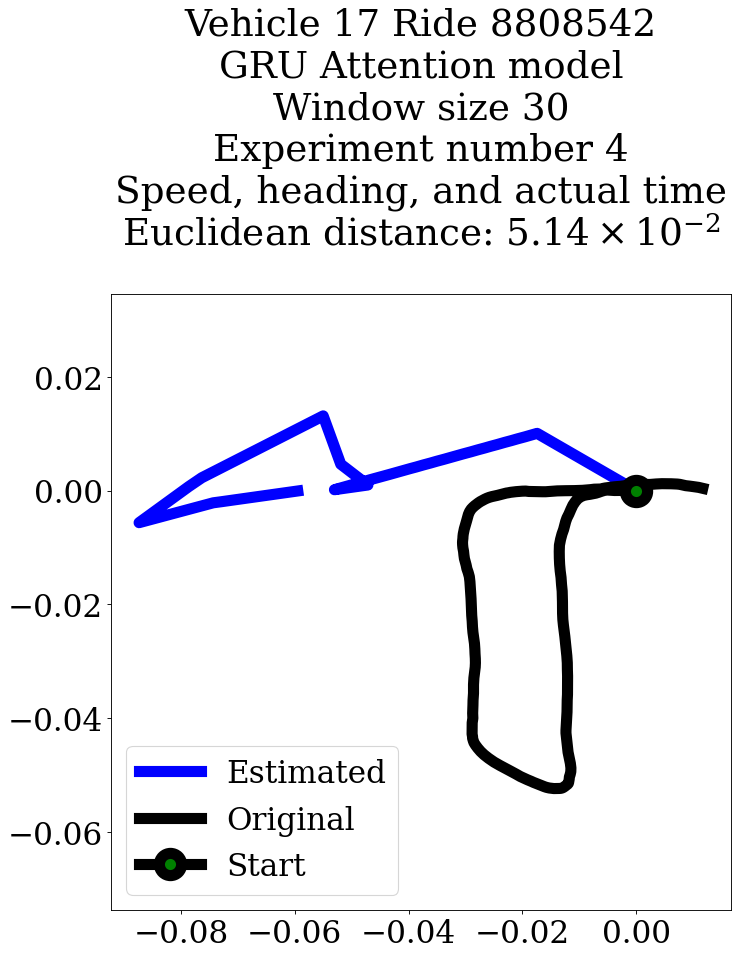 Vehicle 17 Ride 8808542
GRU Attention model
Window size 30
Experiment number 4
Speed, heading, and actual time
Euclidean distance: 5.14 × 10⁻²
0.02
0.00
−0.02
−0.04
−0.06
Estimated
Original
Start
−0.08 −0.06 −0.04 −0.02 0.00